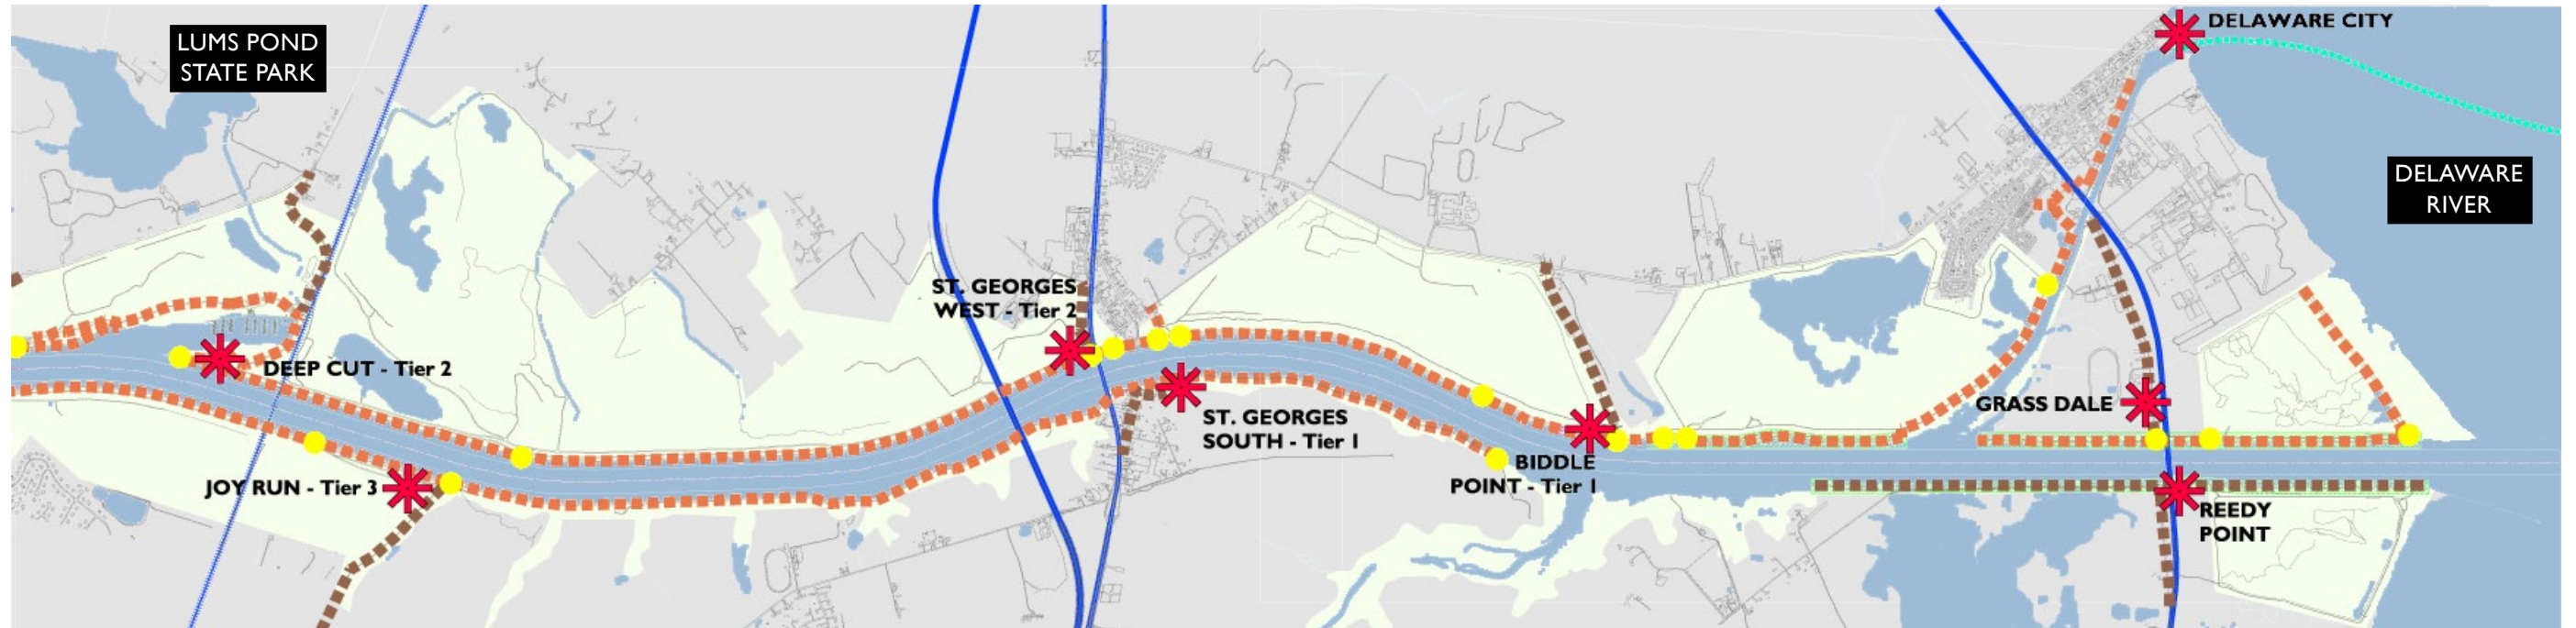 LUMS POND
STATE PARK
DELAWARE CITY
DELAWARE
RIVER
ST. GEORGES
WEST - Tier 2
DEEP CUT - Tier 2
ST. GEORGES
SOUTH - Tier 1
GRASS DALE
JOY RUN - Tier 3
BIDDLE
POINT - Tier 1
REEDY
POINT